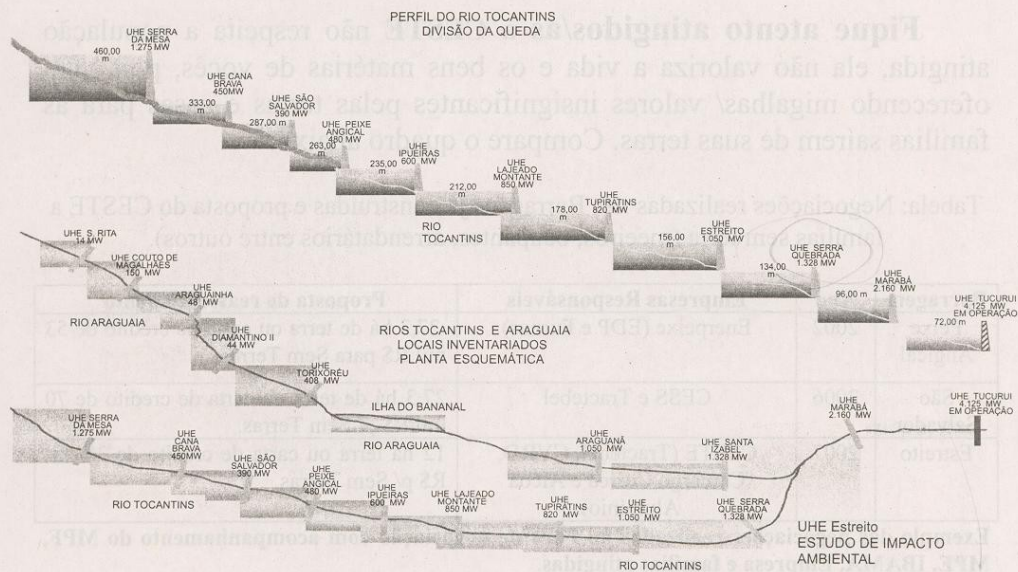 PERFIL DO RIO TOCANTINS
DIVISÃO DA QUEDA
UHE SERRA
DA MESA
1.275 MW
460,00
m
UHE CANA
BRAVA
450MW
333,00
m
UHE SÃO
SALVADOR
390 MW
287,00 m
UHE PEIXE
ANGICAL
480 MW
263,00
m
UHE
IPUEIRAS
600 MW
235,00
m
UHE
LAJEADO
MONTANTE
850 MW
212,00
m
RIO
TOCANTINS
UHE
TUPIRATINS
820 MW
178,00
m
UHE
ESTREITO
1.050 MW
156,00
m
UHE SERRA
QUEBRADA
1.328 MW
134,00
m
UHE
MARABÁ
2.160 MW
96,00 m
UHE TUCURUI
4.125 MW
EM OPERAÇÃO
72,00 m
RIOS TOCANTINS E ARAGUAIA
LOCAIS INVENTARIADOS
PLANTA ESQUEMÁTICA
UHE S. RITA
14 MW
UHE COUTO DE
MAGALHÃES
150 MW
UHE
ARAGUAINHA
48 MW
RIO ARAGUAIA
UHE
DIAMANTINO II
44 MW
UHE
TORIXORÉU
408 MW
ILHA DO BANANAL
RIO ARAGUAIA
UHE
ARAGUANÃ
1.050 MW
UHE SANTA
IZABEL
1.328 MW
UHE
MARABÁ
2.160 MW
UHE TUCURUI
4.125 MW
EM OPERAÇÃO
UHE SERRA
DA MESA
1.275 MW
UHE
CANA
BRAVA
450MW
UHE SÃO
SALVADOR
390 MW
RIO TOCANTINS
UHE
PEIXE
ANGICAL
480 MW
UHE
IPUEIRAS
600 MW
UHE LAJEADO
MONTANTE
850 MW
UHE
TUPIRATINS
820 MW
UHE
ESTREITO
1.050 MW
UHE SERRA
QUEBRADA
1.328 MW
RIO TOCANTINS
UHE Estreito
ESTUDO DE IMPACTO
AMBIENTAL